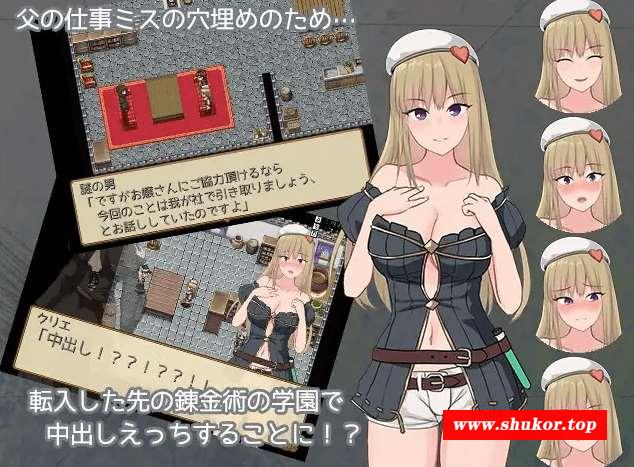 父の仕事ミスの穴埋めのため…
謎の男
「ですがお嬢さんにご協力頂けるなら
今回のことは我が社で引き取りましょう、
とお話ししていたのですよ」
クリエ
「中出し！？？！？？！！
転入した先の錬金術の学園で
中出しえっちすることに！？
www.shukor.top